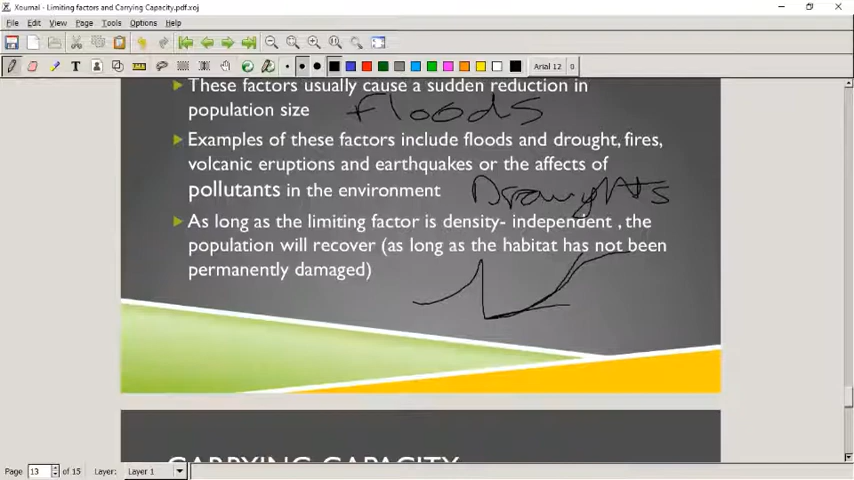 Xournal - Limiting factors and Carrying Capacity.pdf.xoj
File Edit View Page Tools Options Help
Arial 12 0
These factors usually cause a sudden reduction in
population size
Floods
Examples of these factors include floods and drought, fires,
volcanic eruptions and earthquakes or the affects of
pollutants in the environment
Draughts
As long as the limiting factor is density- independent , the
population will recover (as long as the habitat has not been
permanently damaged)
CARRYING CAPACITY
Page 13 of 15 Layer: Layer 1